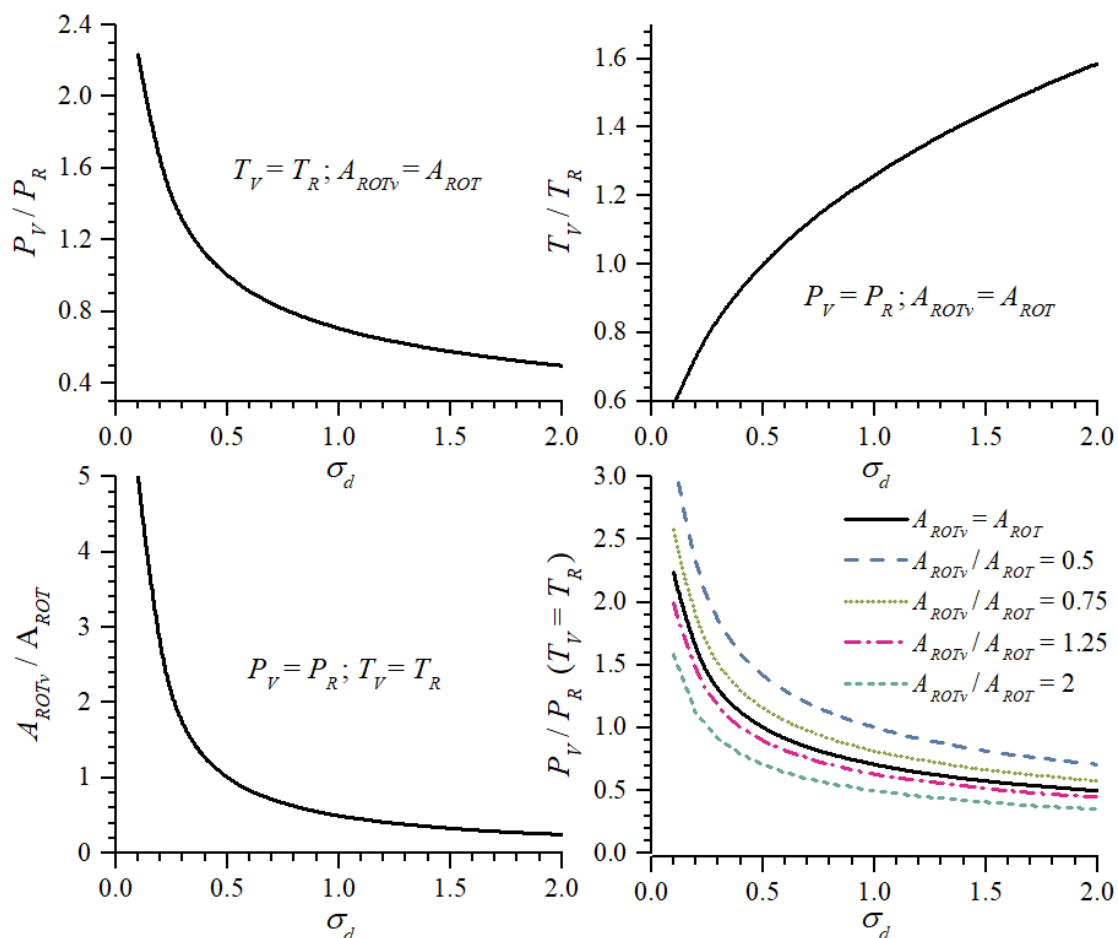 2.4
2.0
1.6
1.2
0.8
0.4
P_V / P_R
T_V = T_R ; A_ROTv = A_ROT
0.0 0.5 1.0 1.5 2.0
σ_d
1.6
1.4
1.2
1.0
0.8
0.6
T_V / T_R
P_V = P_R ; A_ROTv = A_ROT
0.0 0.5 1.0 1.5 2.0
σ_d
5
4
3
2
1
0
A_ROTv / A_ROT
P_V = P_R ; T_V = T_R
0.0 0.5 1.0 1.5 2.0
σ_d
3.0
2.5
2.0
1.5
1.0
0.5
0.0
P_V / P_R (T_V = T_R)
A_ROTv = A_ROT
A_ROTv / A_ROT = 0.5
A_ROTv / A_ROT = 0.75
A_ROTv / A_ROT = 1.25
A_ROTv / A_ROT = 2
0.0 0.5 1.0 1.5 2.0
σ_d